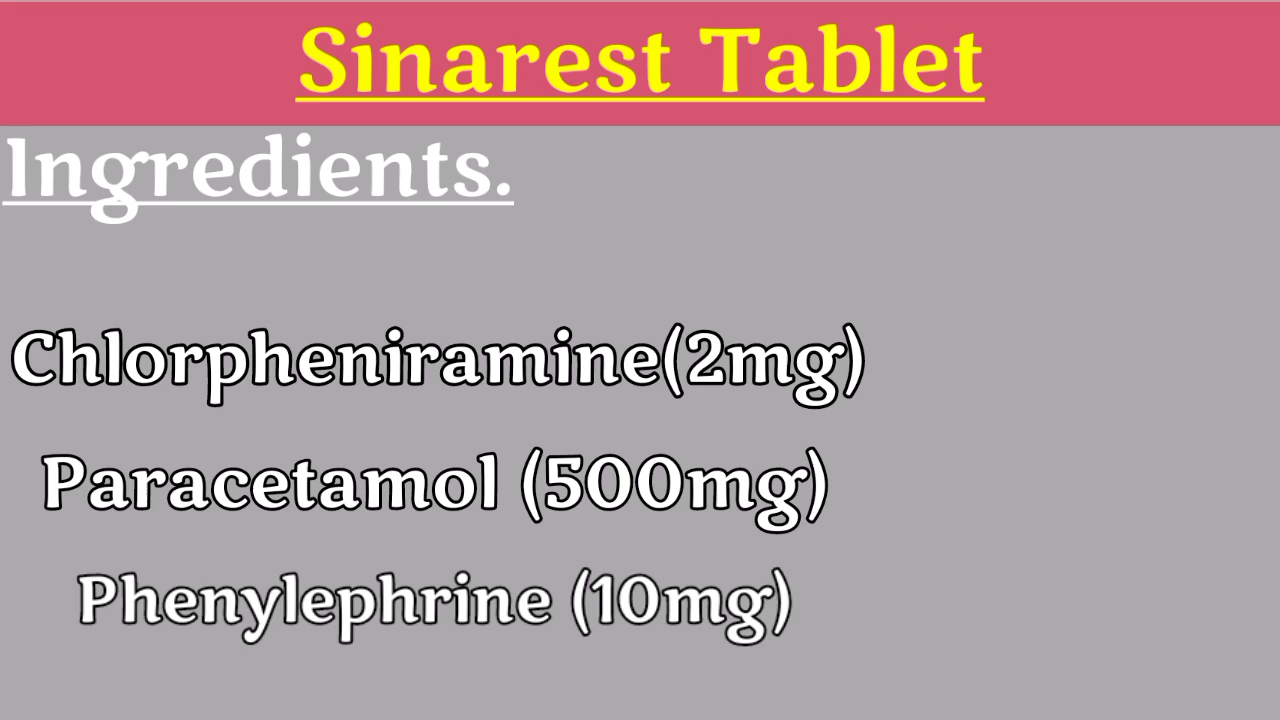 Sinarest Tablet
Ingredients.
Chlorpheniramine(2mg)
Paracetamol (500mg)
Phenylephrine (10mg)